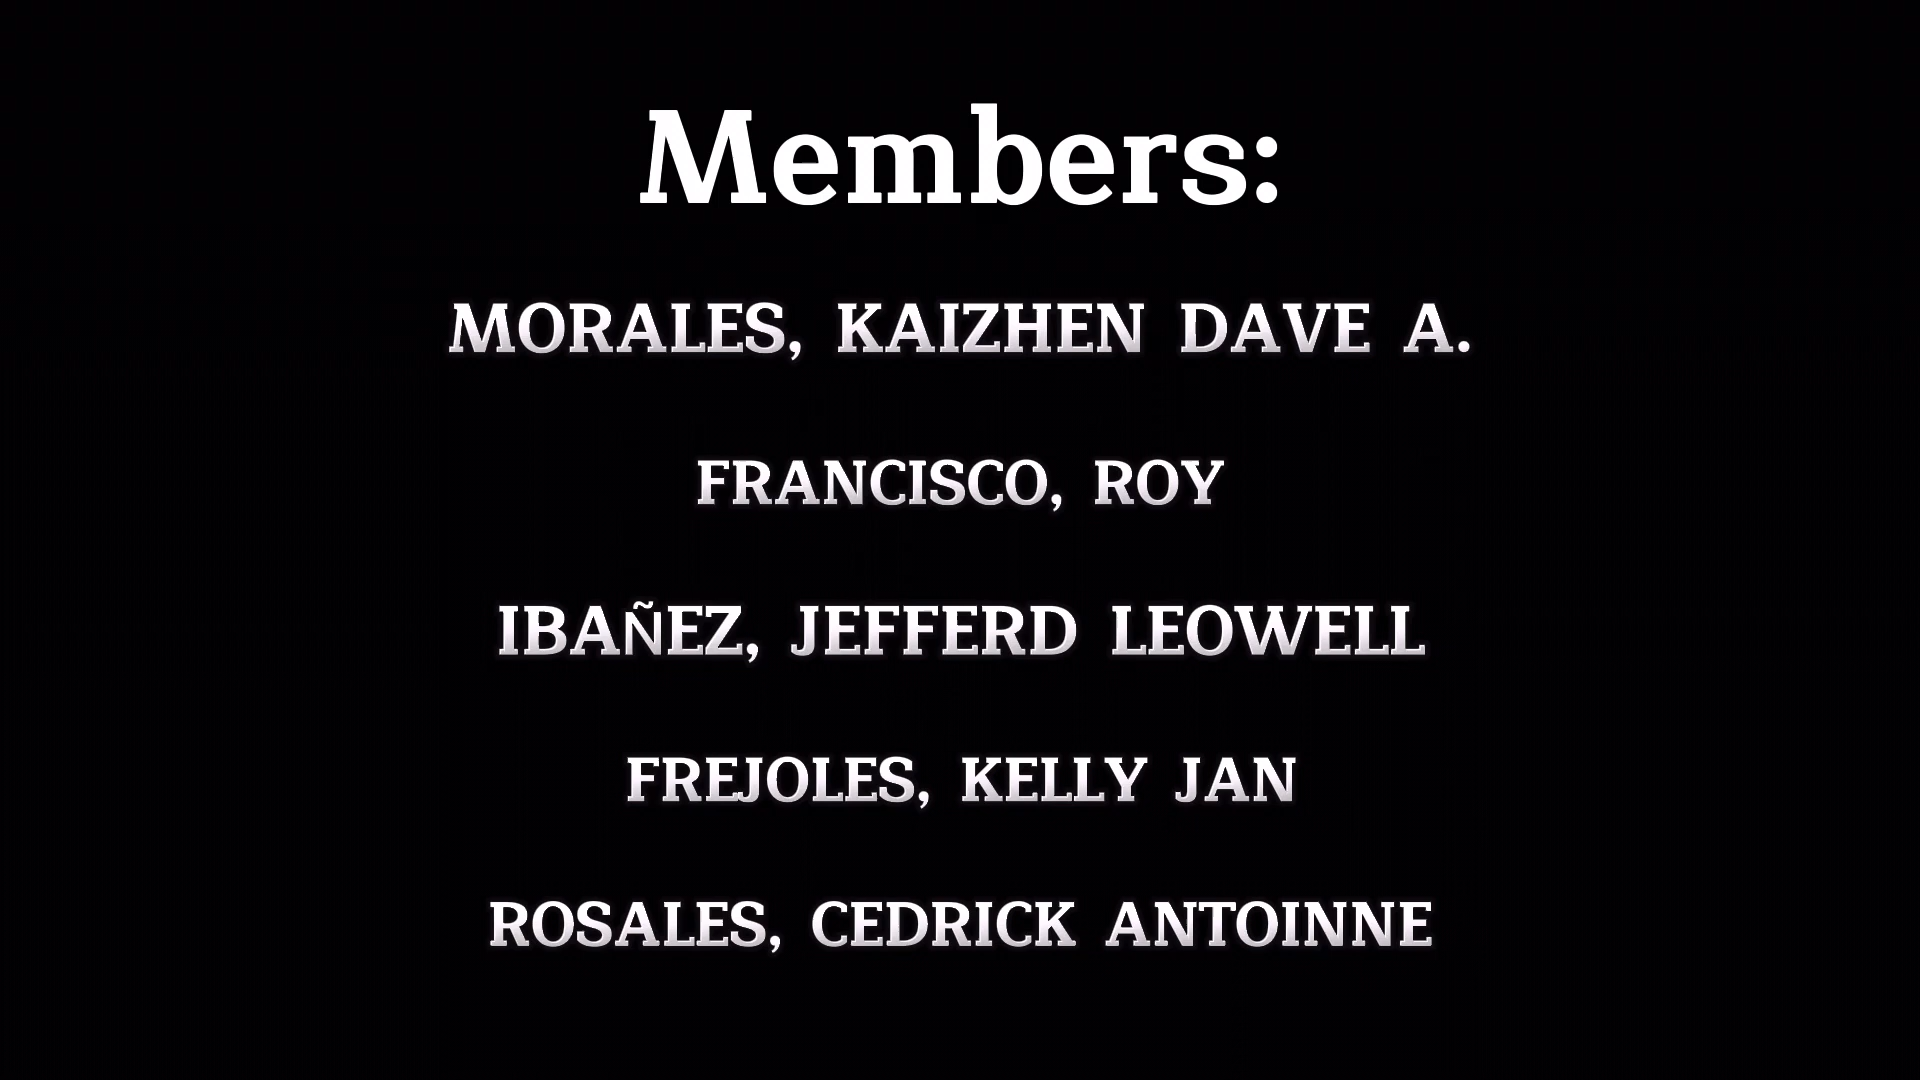 Members:
MORALES, KAIZHEN DAVE A.
FRANCISCO, ROY
IBAÑEZ, JEFFERD LEOWELL
FREJOLES, KELLY JAN
ROSALES, CEDRICK ANTOINNE